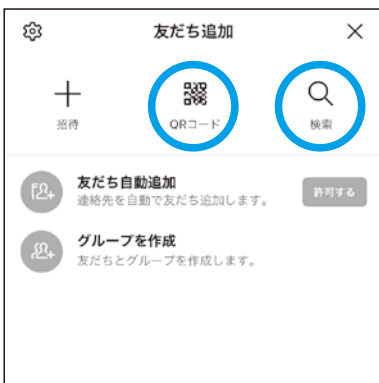 友だち追加
招待
QRコード
検索
友だち自動追加
連絡先を自動で友だち追加します。
許可する
グループを作成
友だちとグループを作成します。